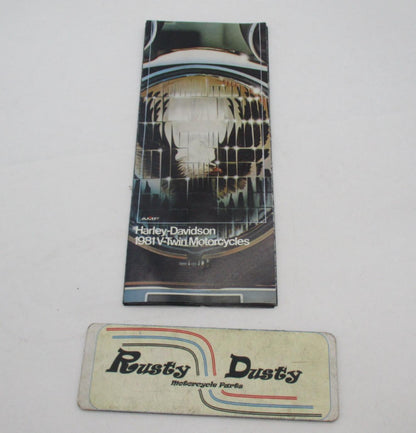 AMF
Harley-Davidson
1981 V-Twin Motorcycles
Rusty Dusty
Motorcycle Parts